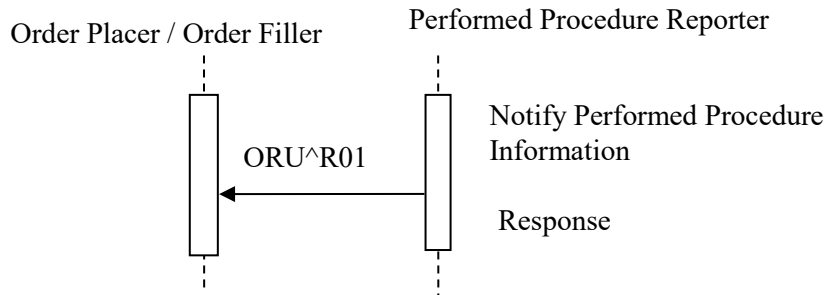 Order Placer / Order Filler
Performed Procedure Reporter
Notify Performed Procedure
Information
ORU^R01
Response